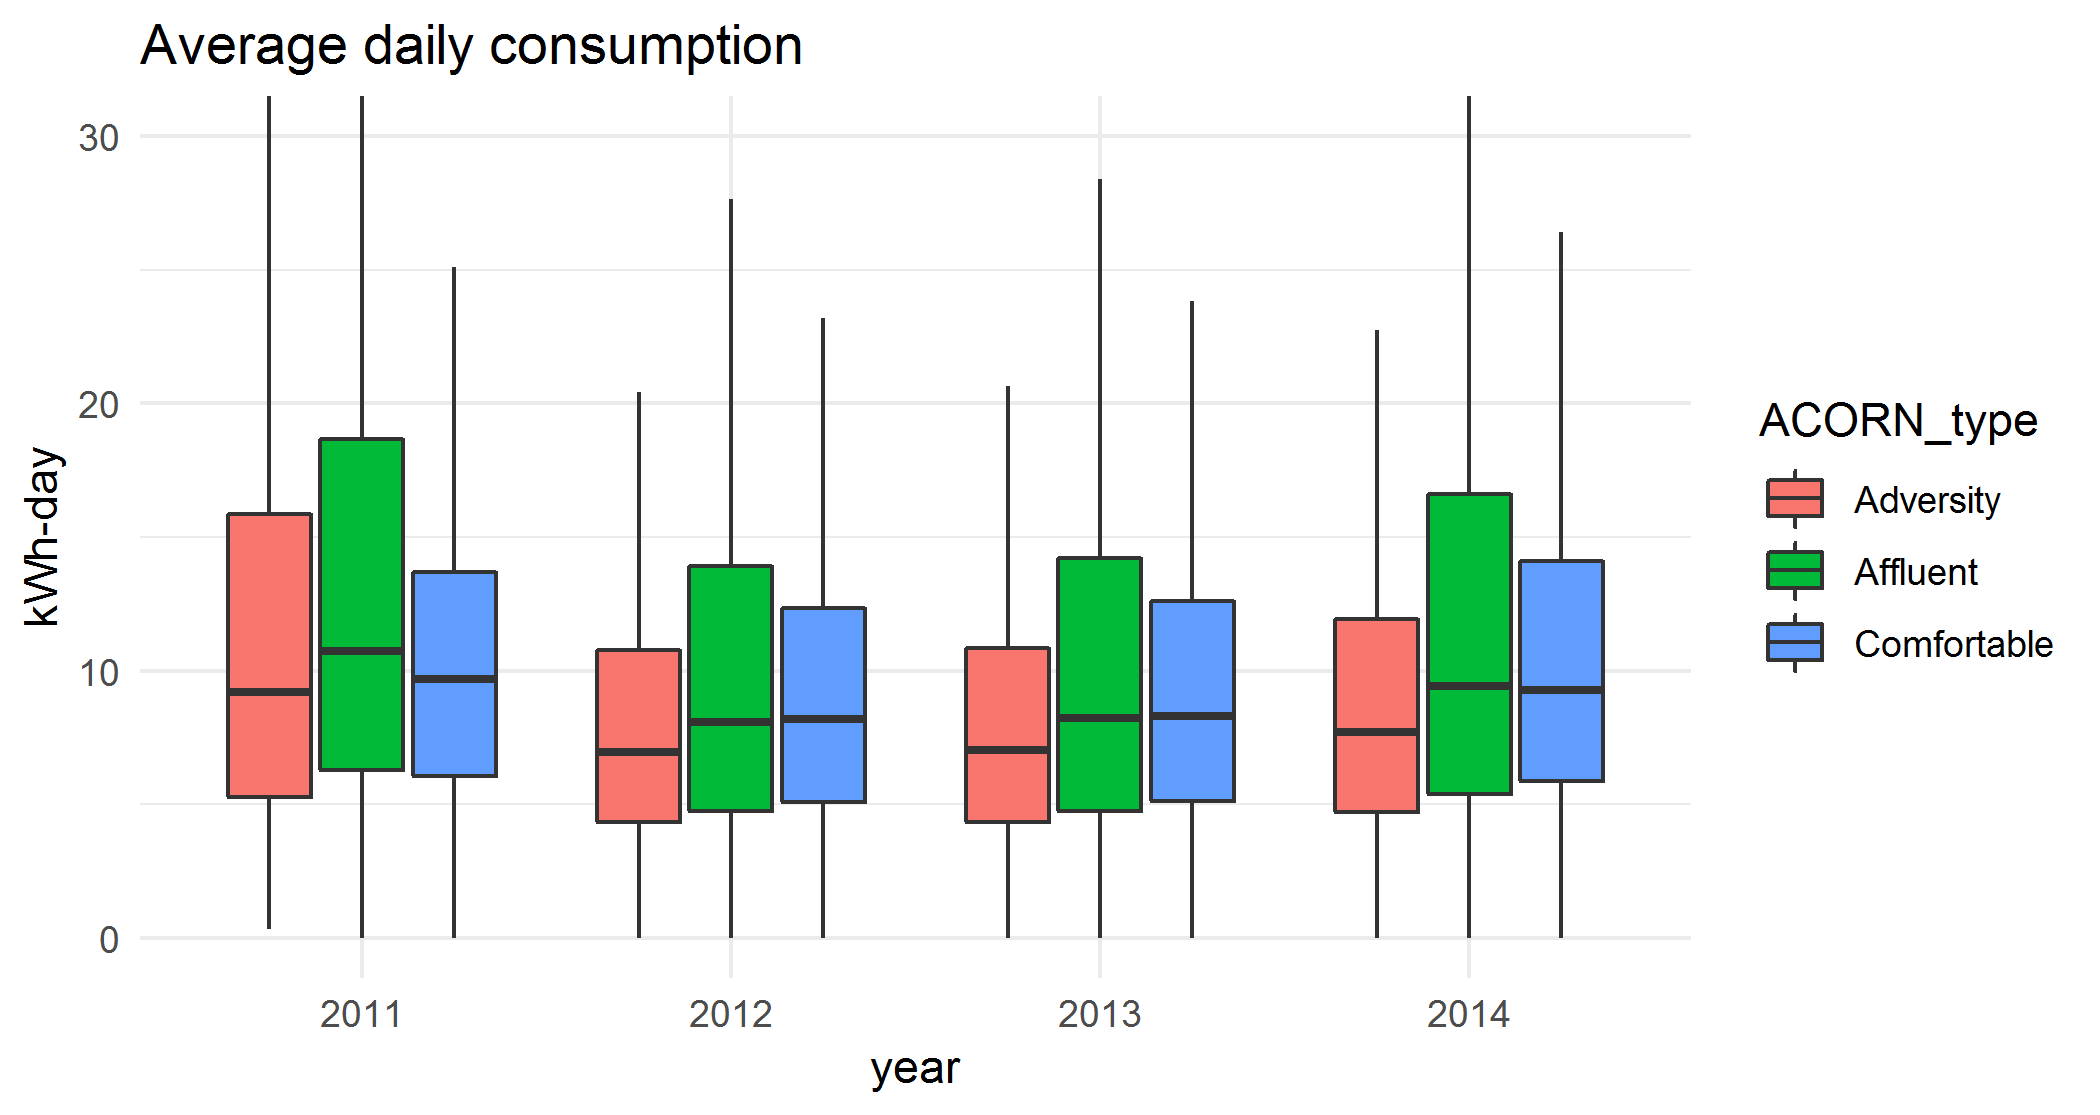 Average daily consumption
30
20
10
0
kWh-day
2011 2012 2013 2014
year
ACORN_type
Adversity
Affluent
Comfortable